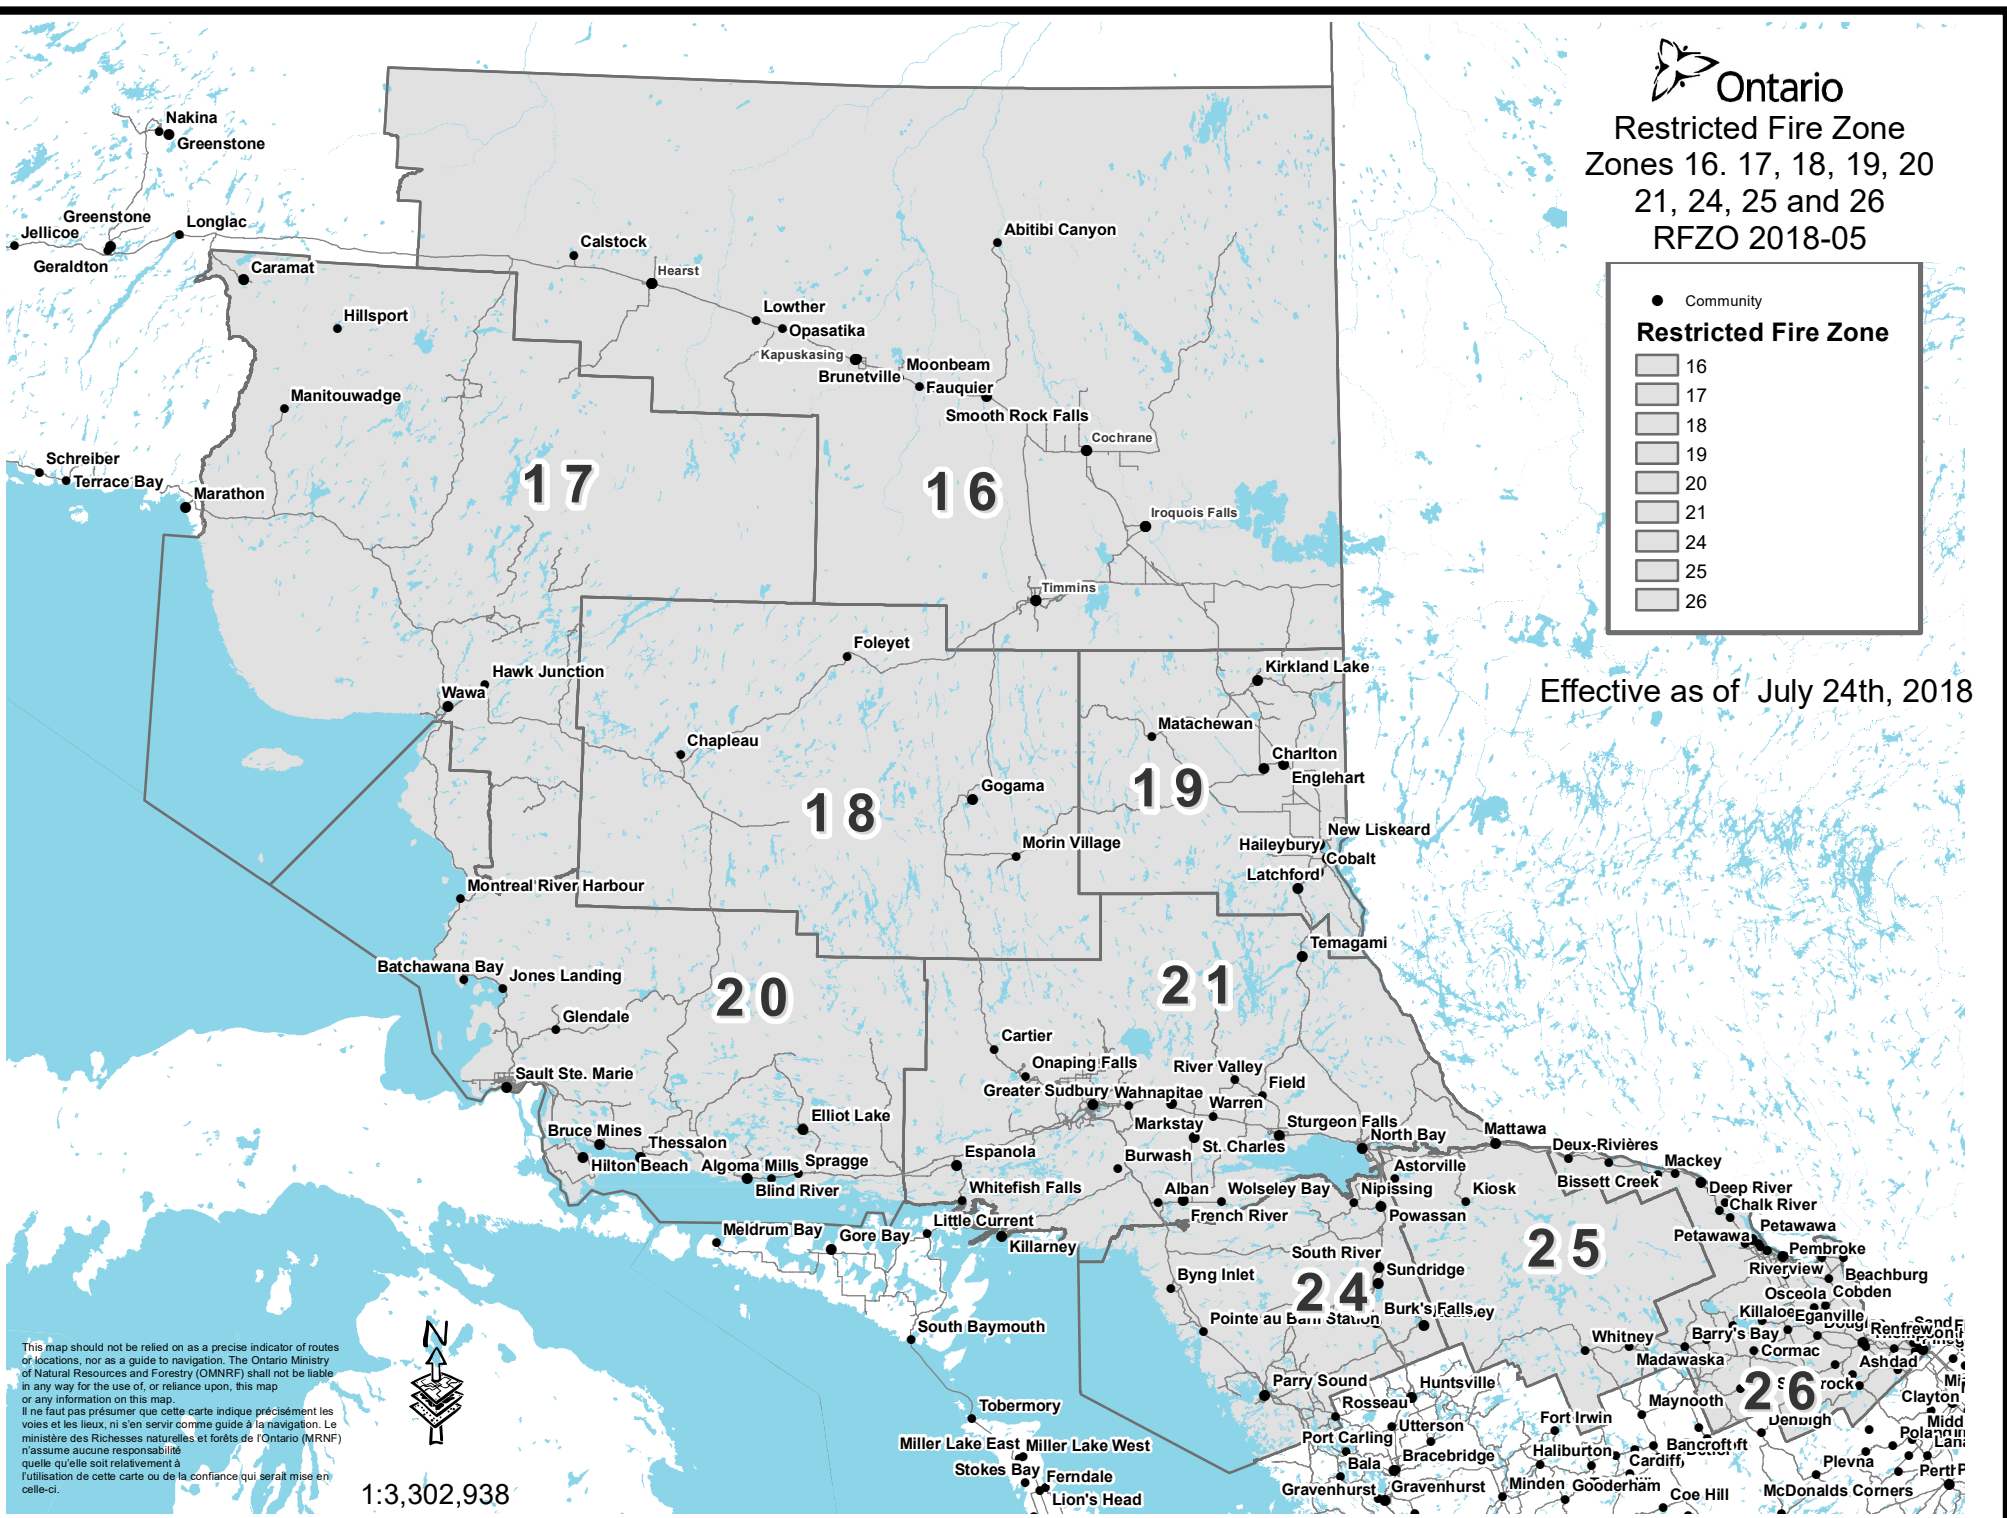 Ontario
Restricted Fire Zone
Zones 16. 17, 18, 19, 20
21, 24, 25 and 26
RFZO 2018-05
Community
Restricted Fire Zone
16
17
18
19
20
21
24
25
26
Effective as of July 24th, 2018
Nakina
Greenstone
Greenstone
Longlac
Jellicoe
Geraldton
Caramat
Calstock
Hearst
Abitibi Canyon
Hillsport
Lowther
Opasatika
Kapuskasing
Brunetville
Moonbeam
Fauquier
Smooth Rock Falls
Manitouwadge
Cochrane
Schreiber
Terrace Bay
Marathon
17
16
Iroquois Falls
Timmins
Foleyet
Hawk Junction
Wawa
Kirkland Lake
Matachewan
Chapleau
Charlton
Englehart
Gogama
18
19
New Liskeard
Haileybury
Cobalt
Morin Village
Latchford
Montreal River Harbour
Temagami
Batchawana Bay
Jones Landing
20
21
Glendale
Cartier
Onaping Falls
River Valley
Field
Sault Ste. Marie
Greater Sudbury
Wahnapitae
Warren
Elliot Lake
Markstay
Sturgeon Falls
Bruce Mines
Thessalon
St. Charles
North Bay
Mattawa
Deux-Rivières
Hilton Beach
Algoma Mills
Spragge
Espanola
Burwash
Astorville
Bissett Creek
Mackey
Blind River
Whitefish Falls
Alban
Wolseley Bay
Nipissing
Kiosk
Deep River
Chalk River
French River
Powassan
Meldrum Bay
Gore Bay
Little Current
Killarney
Petawawa
Petawawa
25
Pembroke
South River
Sundridge
Riverview
Beachburg
Byng Inlet
24
Osceola
Cobden
Pointe au Baril Station
Burk's Falls
Killaloe
Eganville
South Baymouth
Whitney
Barry's Bay
Renfrew
Madawaska
Cormac
Ashdad
Parry Sound
Huntsville
26
Clayton
Tobermory
Rosseau
Maynooth
Utterson
Fort Irwin
Denbigh
Miller Lake East
Miller Lake West
Port Carling
Bracebridge
Haliburton
Bancroft
Stokes Bay
Ferndale
Bala
Cardiff
Plevna
Perth
Lion's Head
Gravenhurst
Gravenhurst
Minden
Gooderham
Coe Hill
McDonalds Corners
This map should not be relied on as a precise indicator of routes
or locations, nor as a guide to navigation. The Ontario Ministry
of Natural Resources and Forestry (OMNRF) shall not be liable
in any way for the use of, or reliance upon, this map
or any information on this map.
Il ne faut pas présumer que cette carte indique précisément les
voies et les lieux, ni s'en servir comme guide à la navigation. Le
ministère des Richesses naturelles et forêts de l'Ontario (MRNF)
n'assume aucune responsabilité
quelle qu'elle soit relativement à
l'utilisation de cette carte ou de la confiance qui serait mise en
celle-ci.
N
1:3,302,938